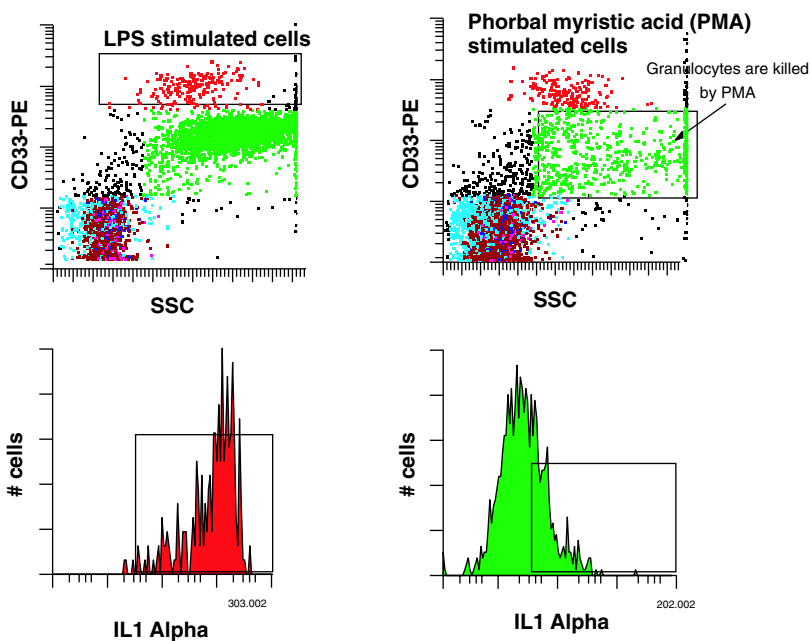 LPS stimulated cells
CD33-PE
SSC
Phorbal myristic acid (PMA)
stimulated cells
Granulocytes are killed
by PMA
CD33-PE
SSC
# cells
303.002
IL1 Alpha
# cells
202.002
IL1 Alpha